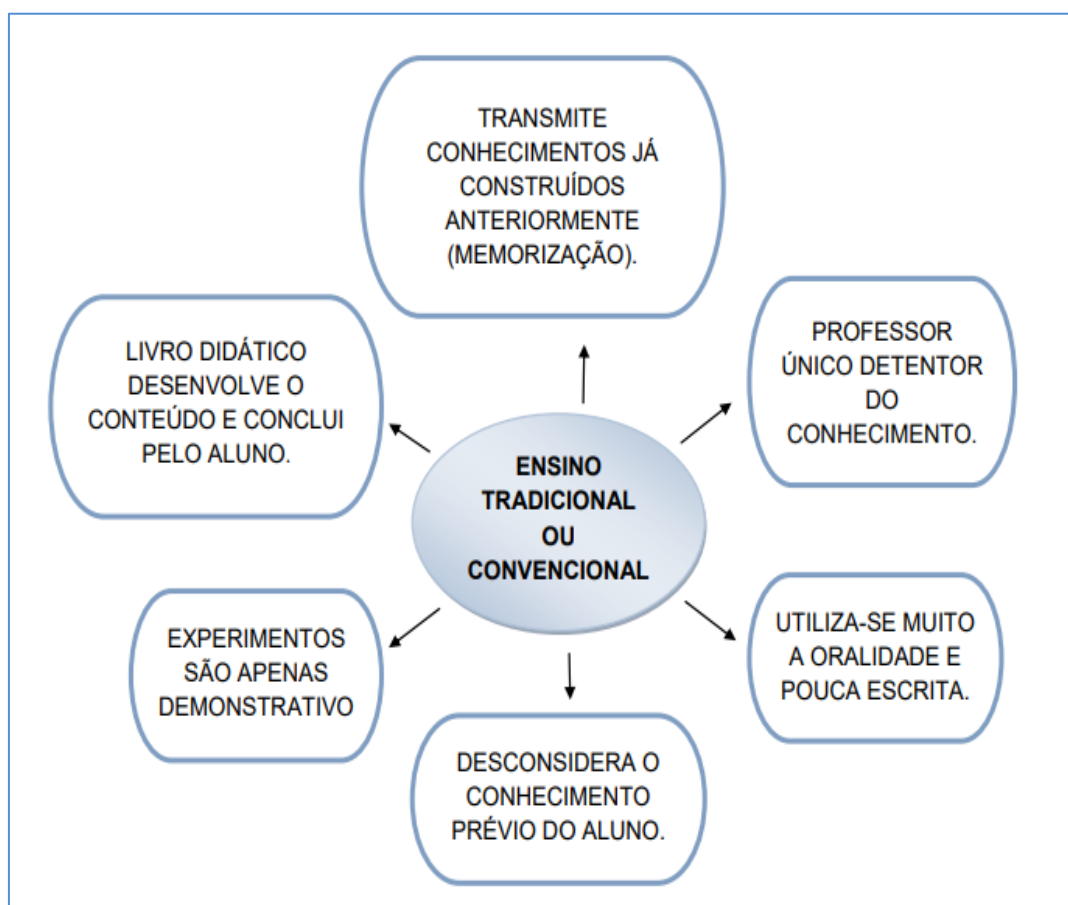 TRANSMITE
CONHECIMENTOS JÁ
CONSTRUÍDOS
ANTERIORMENTE
(MEMORIZAÇÃO).
LIVRO DIDÁTICO
DESENVOLVE O
CONTEÚDO E CONCLUI
PELO ALUNO.
PROFESSOR
ÚNICO DETENTOR
DO
CONHECIMENTO.
ENSINO
TRADICIONAL
OU
CONVENCIONAL
EXPERIMENTOS
SÃO APENAS
DEMONSTRATIVO
UTILIZA-SE MUITO
A ORALIDADE E
POUCA ESCRITA.
DESCONSIDERA O
CONHECIMENTO
PRÉVIO DO ALUNO.